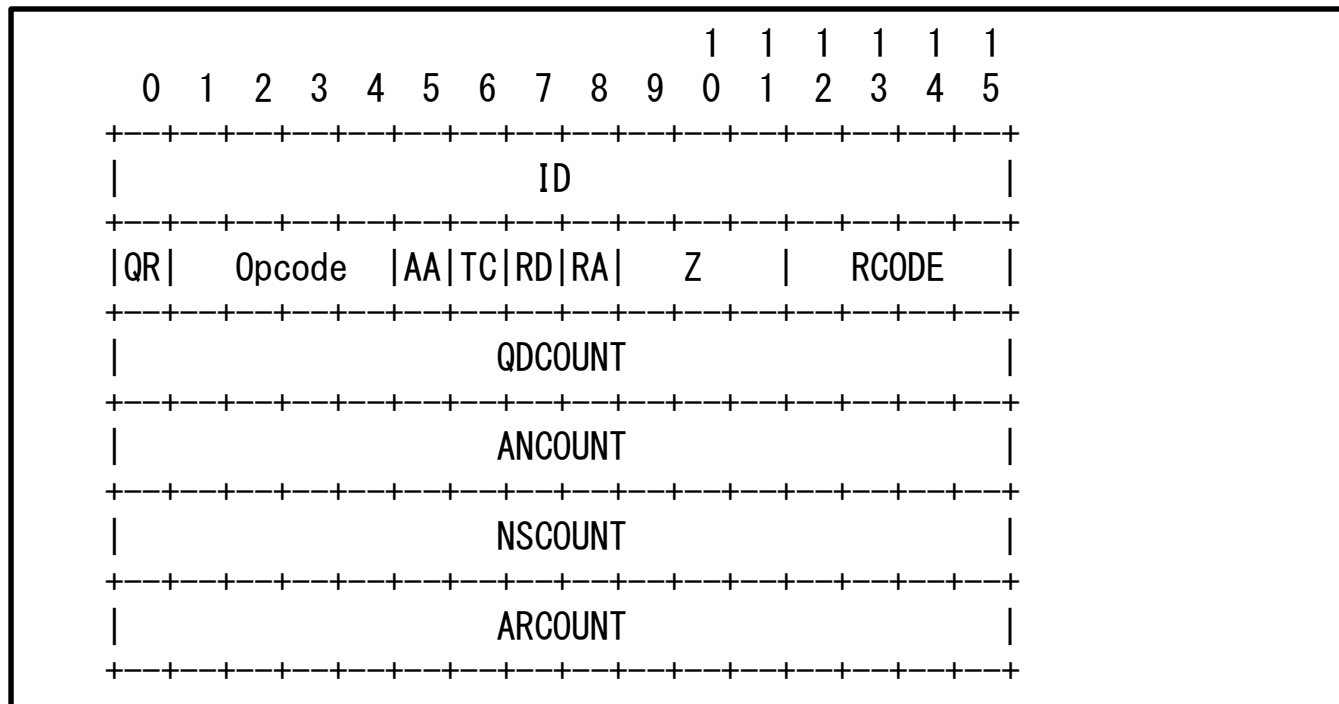 1  1  1  1  1  1
  0  1  2  3  4  5  6  7  8  9  0  1  2  3  4  5
+--+--+--+--+--+--+--+--+--+--+--+--+--+--+--+--+
|                      ID                       |
+--+--+--+--+--+--+--+--+--+--+--+--+--+--+--+--+
|QR|   Opcode  |AA|TC|RD|RA|   Z    |   RCODE   |
+--+--+--+--+--+--+--+--+--+--+--+--+--+--+--+--+
|                    QDCOUNT                    |
+--+--+--+--+--+--+--+--+--+--+--+--+--+--+--+--+
|                    ANCOUNT                    |
+--+--+--+--+--+--+--+--+--+--+--+--+--+--+--+--+
|                    NSCOUNT                    |
+--+--+--+--+--+--+--+--+--+--+--+--+--+--+--+--+
|                    ARCOUNT                    |
+--+--+--+--+--+--+--+--+--+--+--+--+--+--+--+--+